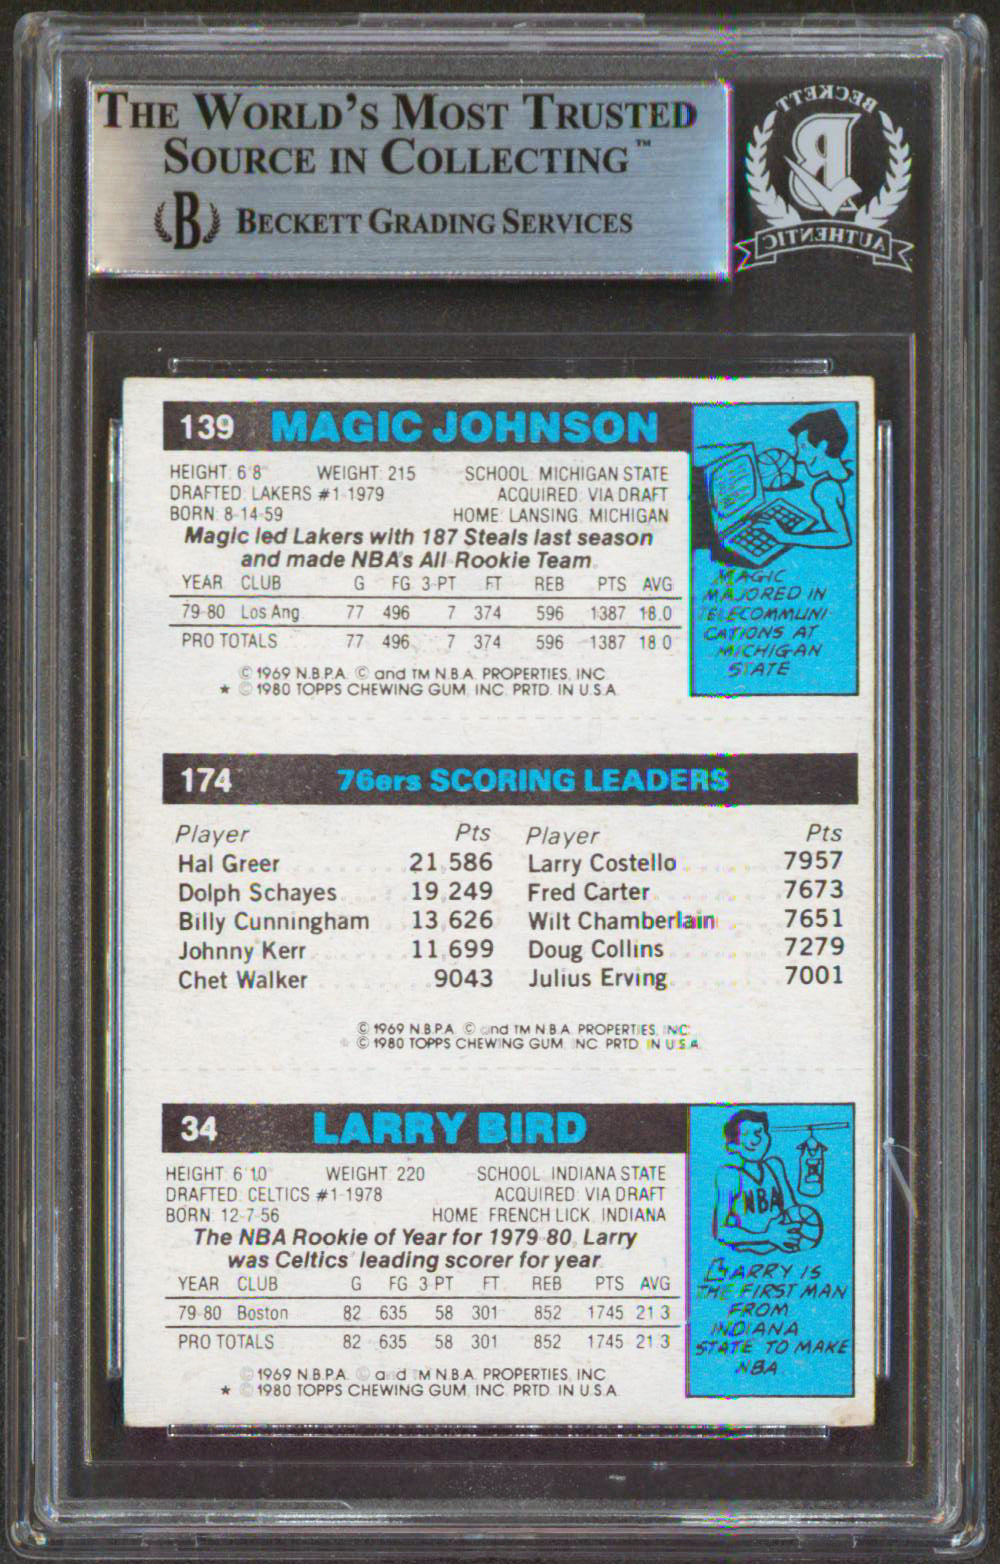 THE WORLD'S MOST TRUSTED
SOURCE IN COLLECTING™
B BECKETT GRADING SERVICES
BECKETT
AUTHENTIC
139 MAGIC JOHNSON
HEIGHT: 6'8" WEIGHT: 215 SCHOOL: MICHIGAN STATE
DRAFTED: LAKERS #1-1979 ACQUIRED: VIA DRAFT
BORN: 8-14-59 HOME: LANSING, MICHIGAN
Magic led Lakers with 187 Steals last season
and made NBA's All-Rookie Team.
YEAR CLUB G FG 3-PT FT REB PTS AVG
79-80 Los Ang. 77 496 7 374 596 1387 18.0
PRO TOTALS 77 496 7 374 596 1387 18.0
© 1969 N.B.P.A. © and TM N.B.A. PROPERTIES, INC.
★ © 1980 TOPPS CHEWING GUM, INC. PRTD. IN U.S.A.
MAGIC
MAJORED IN
TELECOMMUNI-
CATIONS AT
MICHIGAN
STATE
174 76ers SCORING LEADERS
Player Pts Player Pts
Hal Greer 21,586 Larry Costello 7957
Dolph Schayes 19,249 Fred Carter 7673
Billy Cunningham 13,626 Wilt Chamberlain 7651
Johnny Kerr 11,699 Doug Collins 7279
Chet Walker 9043 Julius Erving 7001
© 1969 N.B.P.A. © and TM N.B.A. PROPERTIES, INC.
© 1980 TOPPS CHEWING GUM, INC. PRTD. IN U.S.A.
34 LARRY BIRD
HEIGHT: 6'10" WEIGHT: 220 SCHOOL: INDIANA STATE
DRAFTED: CELTICS #1-1978 ACQUIRED: VIA DRAFT
BORN: 12-7-56 HOME: FRENCH LICK, INDIANA
The NBA Rookie of Year for 1979-80, Larry
was Celtics' leading scorer for year.
YEAR CLUB G FG 3-PT FT REB PTS AVG
79-80 Boston 82 635 58 301 852 1745 21.3
PRO TOTALS 82 635 58 301 852 1745 21.3
© 1969 N.B.P.A. © and TM N.B.A. PROPERTIES, INC.
★ © 1980 TOPPS CHEWING GUM, INC. PRTD. IN U.S.A.
NBA
LARRY IS
THE FIRST MAN
FROM
INDIANA
STATE TO MAKE
NBA